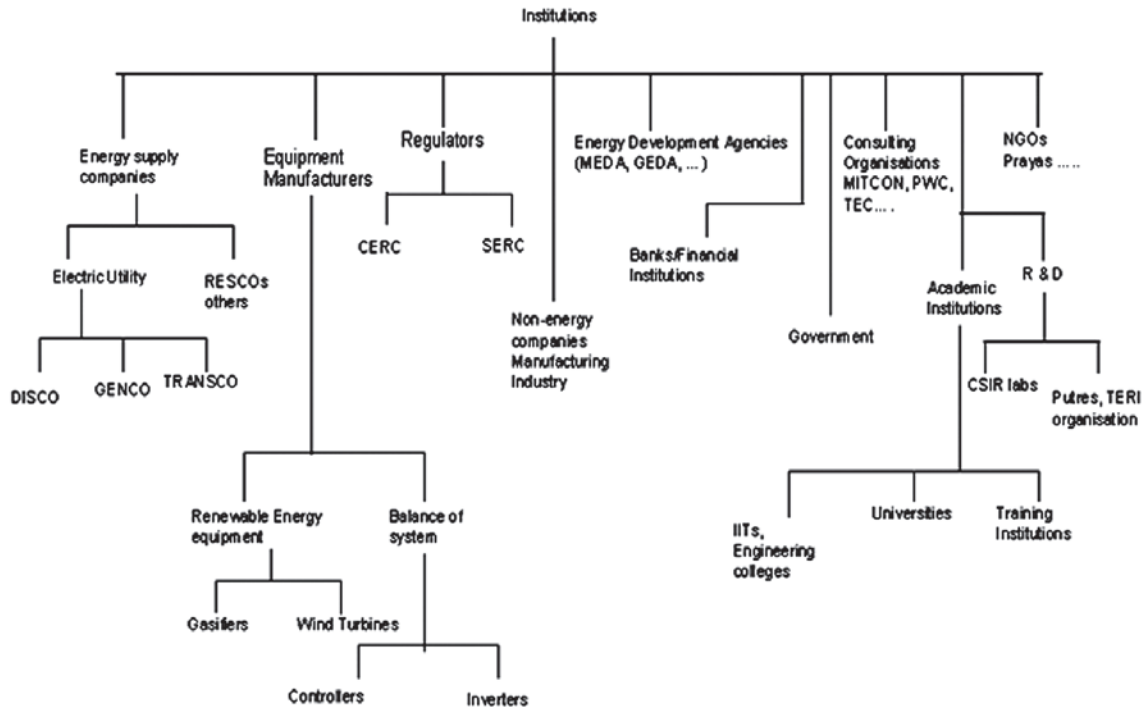 Institutions
Energy supply
companies
Equipment
Manufacturers
Regulators
Energy Development Agencies
(MEDA, GEDA, ... )
Consulting
Organisations
MITCON, PWC,
TEC... .
NGOs
Prayas ... ..
Electric Utility
RESCOs
others
CERC
SERC
Banks/Financial
Institutions
Non-energy
companies
Manufacturing
Industry
Government
Academic
Institutions
R & D
DISCO
GENCO
TRANSCO
CSIR labs
Putres, TERI
organisation
Renewable Energy
equipment
Balance of
system
IITs,
Engineering
colleges
Universities
Training
Institutions
Gasifiers
Wind Turbines
Controllers
Inverters